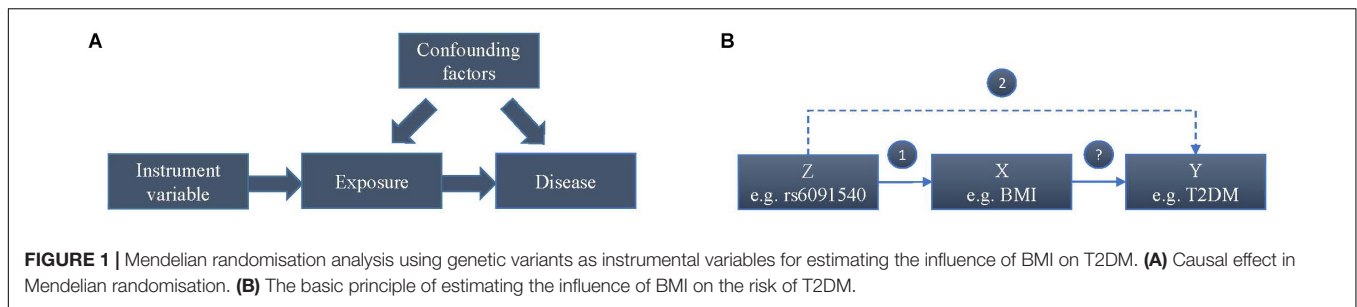 A
Confounding
factors
Instrument
variable
Exposure
Disease
B
2
1
?
Z
e.g. rs6091540
X
e.g. BMI
Y
e.g. T2DM
FIGURE 1 | Mendelian randomisation analysis using genetic variants as instrumental variables for estimating the influence of BMI on T2DM. (A) Causal effect in
Mendelian randomisation. (B) The basic principle of estimating the influence of BMI on the risk of T2DM.